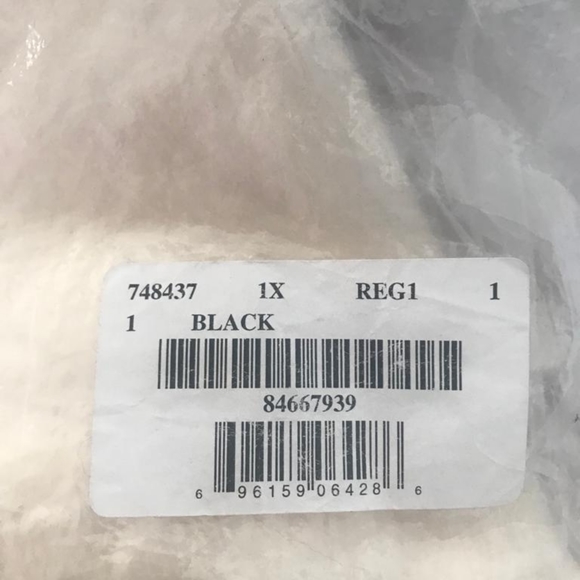 748437 1X REG1 1
1 BLACK
84667939
6 96159 06428 6